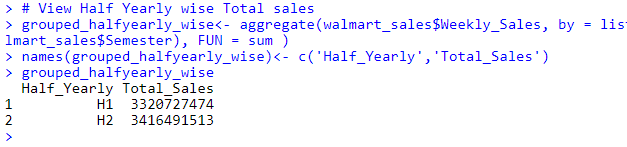 > # View Half Yearly wise Total sales
> grouped_halfyearly_wise<- aggregate(walmart_sales$Weekly_Sales, by = lis
lmart_sales$Semester), FUN = sum )
> names(grouped_halfyearly_wise)<- c('Half_Yearly','Total_Sales')
> grouped_halfyearly_wise
Half_Yearly Total_Sales
1 H1 3320727474
2 H2 3416491513
>